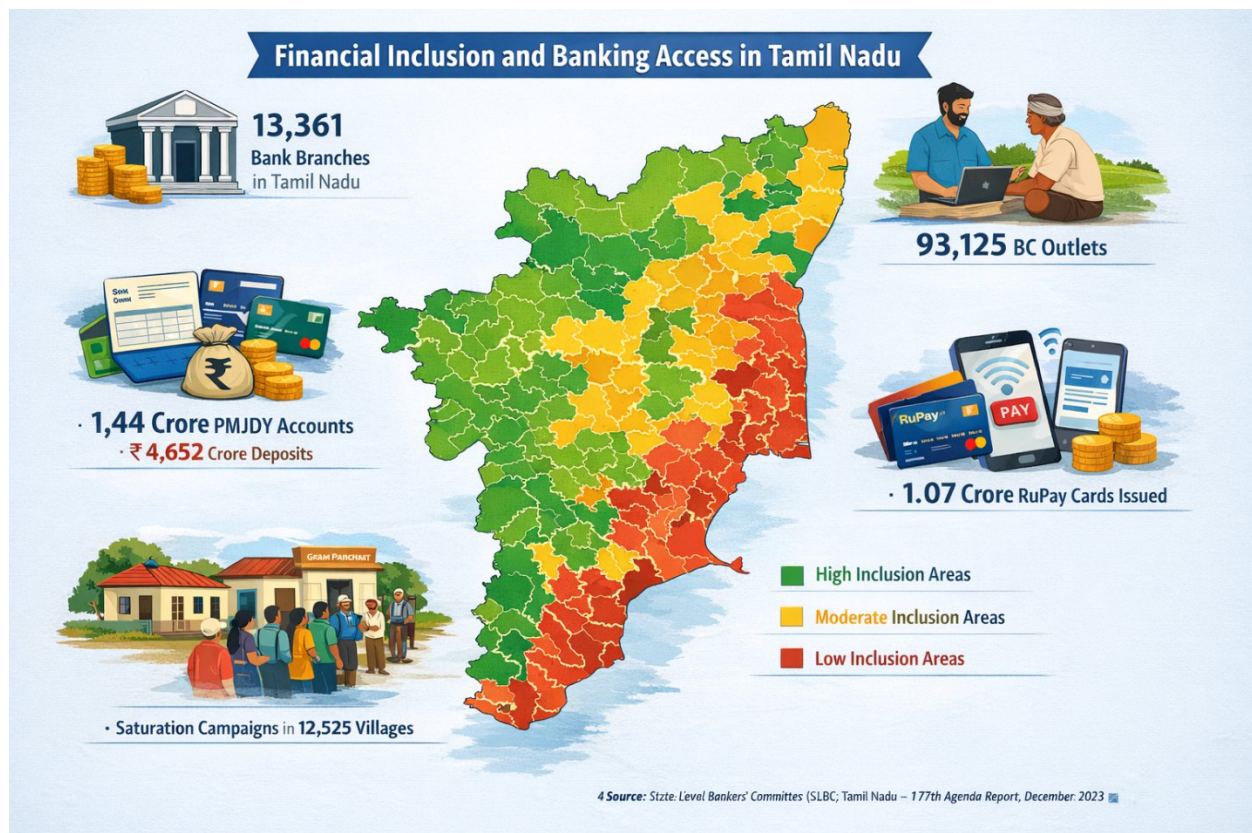 Financial Inclusion and Banking Access in Tamil Nadu
13,361
Bank Branches
in Tamil Nadu
93,125 BC Outlets
· 1,44 Crore PMJDY Accounts
· ₹ 4,652 Crore Deposits
RuPay
PAY
· 1.07 Crore RuPay Cards Issued
GRAM PANCHAIT
· Saturation Campaigns in 12,525 Villages
High Inclusion Areas
Moderate Inclusion Areas
Low Inclusion Areas
4 Source: Stzte: Level Bankers' Committes (SLBC; Tamil Nadu – 177th Agenda Report, December: 2023